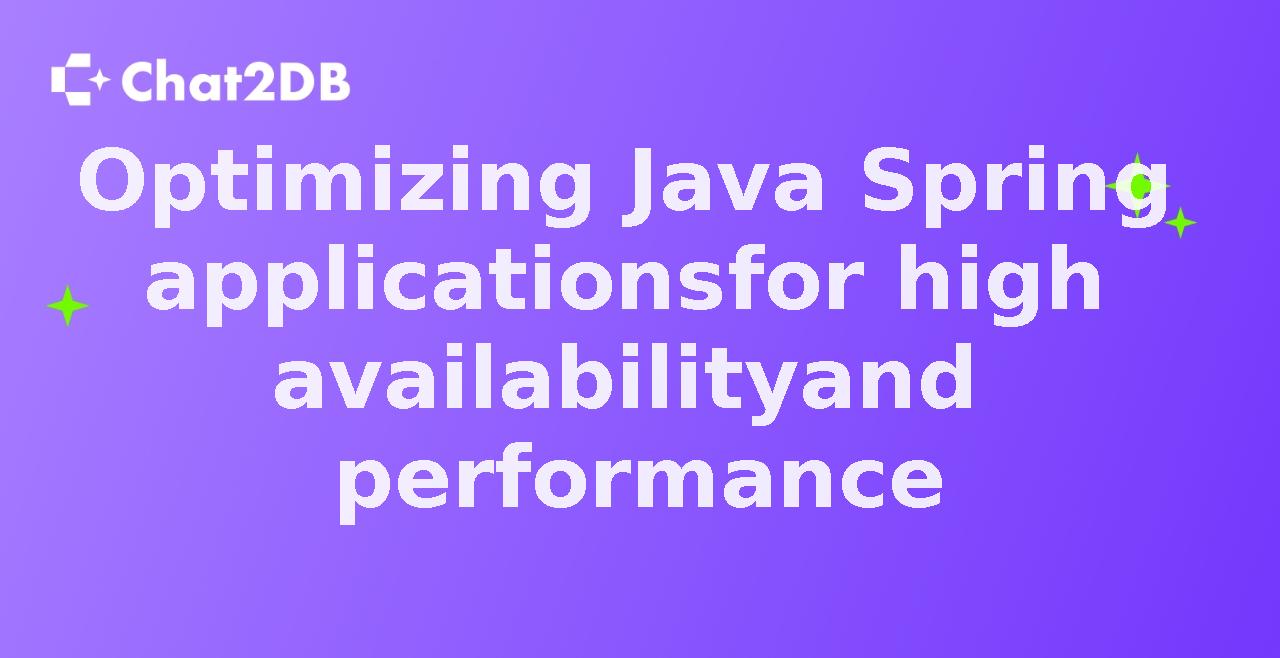 Chat2DB
Optimizing Java Spring
applicationsfor high
availabilityand
performance